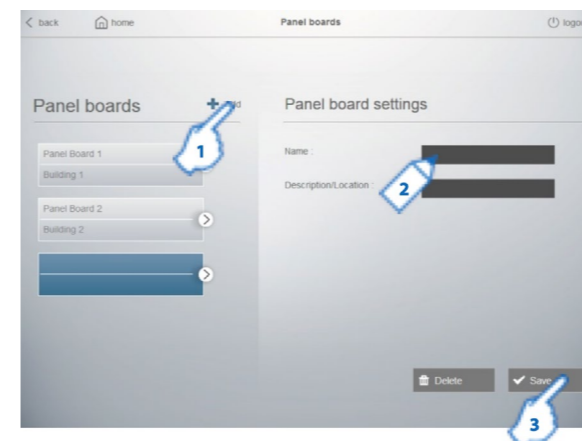 back home Panel boards
Panel boards
Panel board settings
1
Panel Board 1
Building 1
Name :
2
Description/Location :
Panel Board 2
Building 2
Delete
Save
3